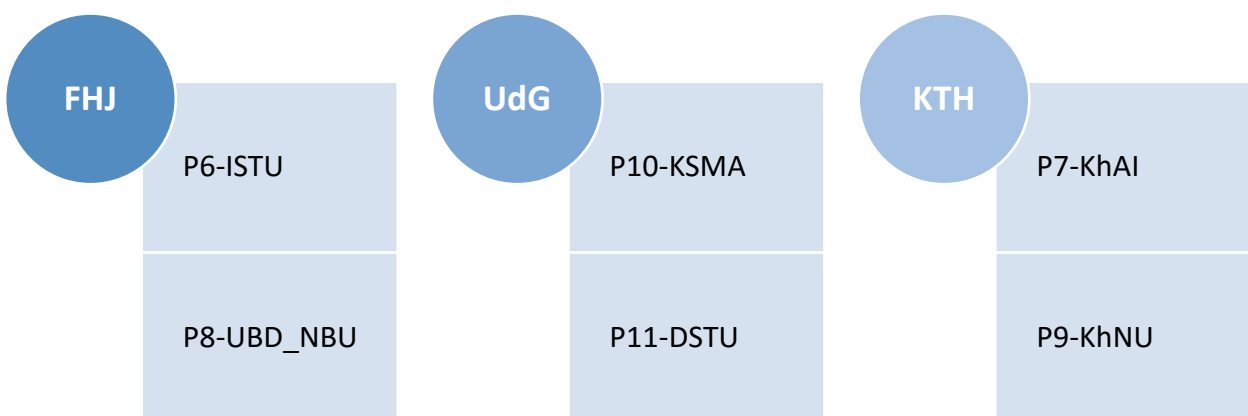 FHJ
P6-ISTU
P8-UBD_NBU
UdG
P10-KSMA
P11-DSTU
KTH
P7-KhAI
P9-KhNU